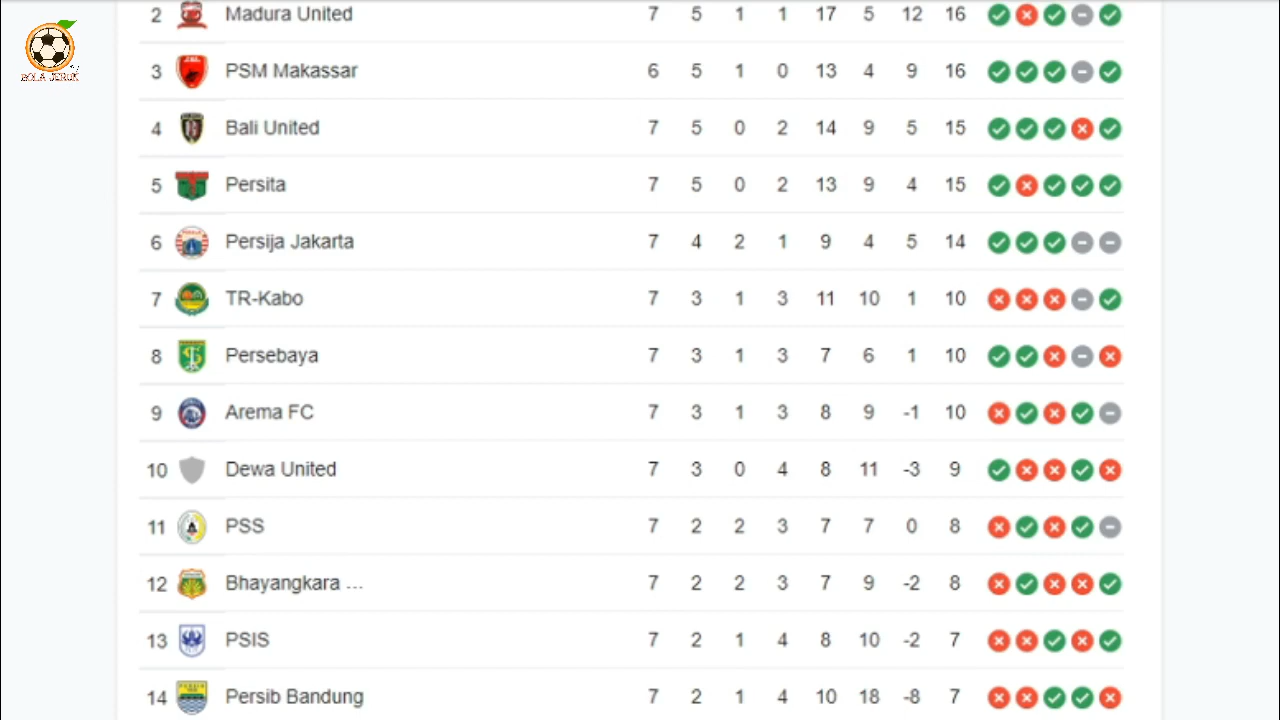 BOLA JERUK
2 Madura United 7 5 1 1 17 5 12 16
3 PSM Makassar 6 5 1 0 13 4 9 16
4 Bali United 7 5 0 2 14 9 5 15
5 Persita 7 5 0 2 13 9 4 15
6 Persija Jakarta 7 4 2 1 9 4 5 14
7 TR-Kabo 7 3 1 3 11 10 1 10
8 Persebaya 7 3 1 3 7 6 1 10
9 Arema FC 7 3 1 3 8 9 -1 10
10 Dewa United 7 3 0 4 8 11 -3 9
11 PSS 7 2 2 3 7 7 0 8
12 Bhayangkara ... 7 2 2 3 7 9 -2 8
13 PSIS 7 2 1 4 8 10 -2 7
14 Persib Bandung 7 2 1 4 10 18 -8 7